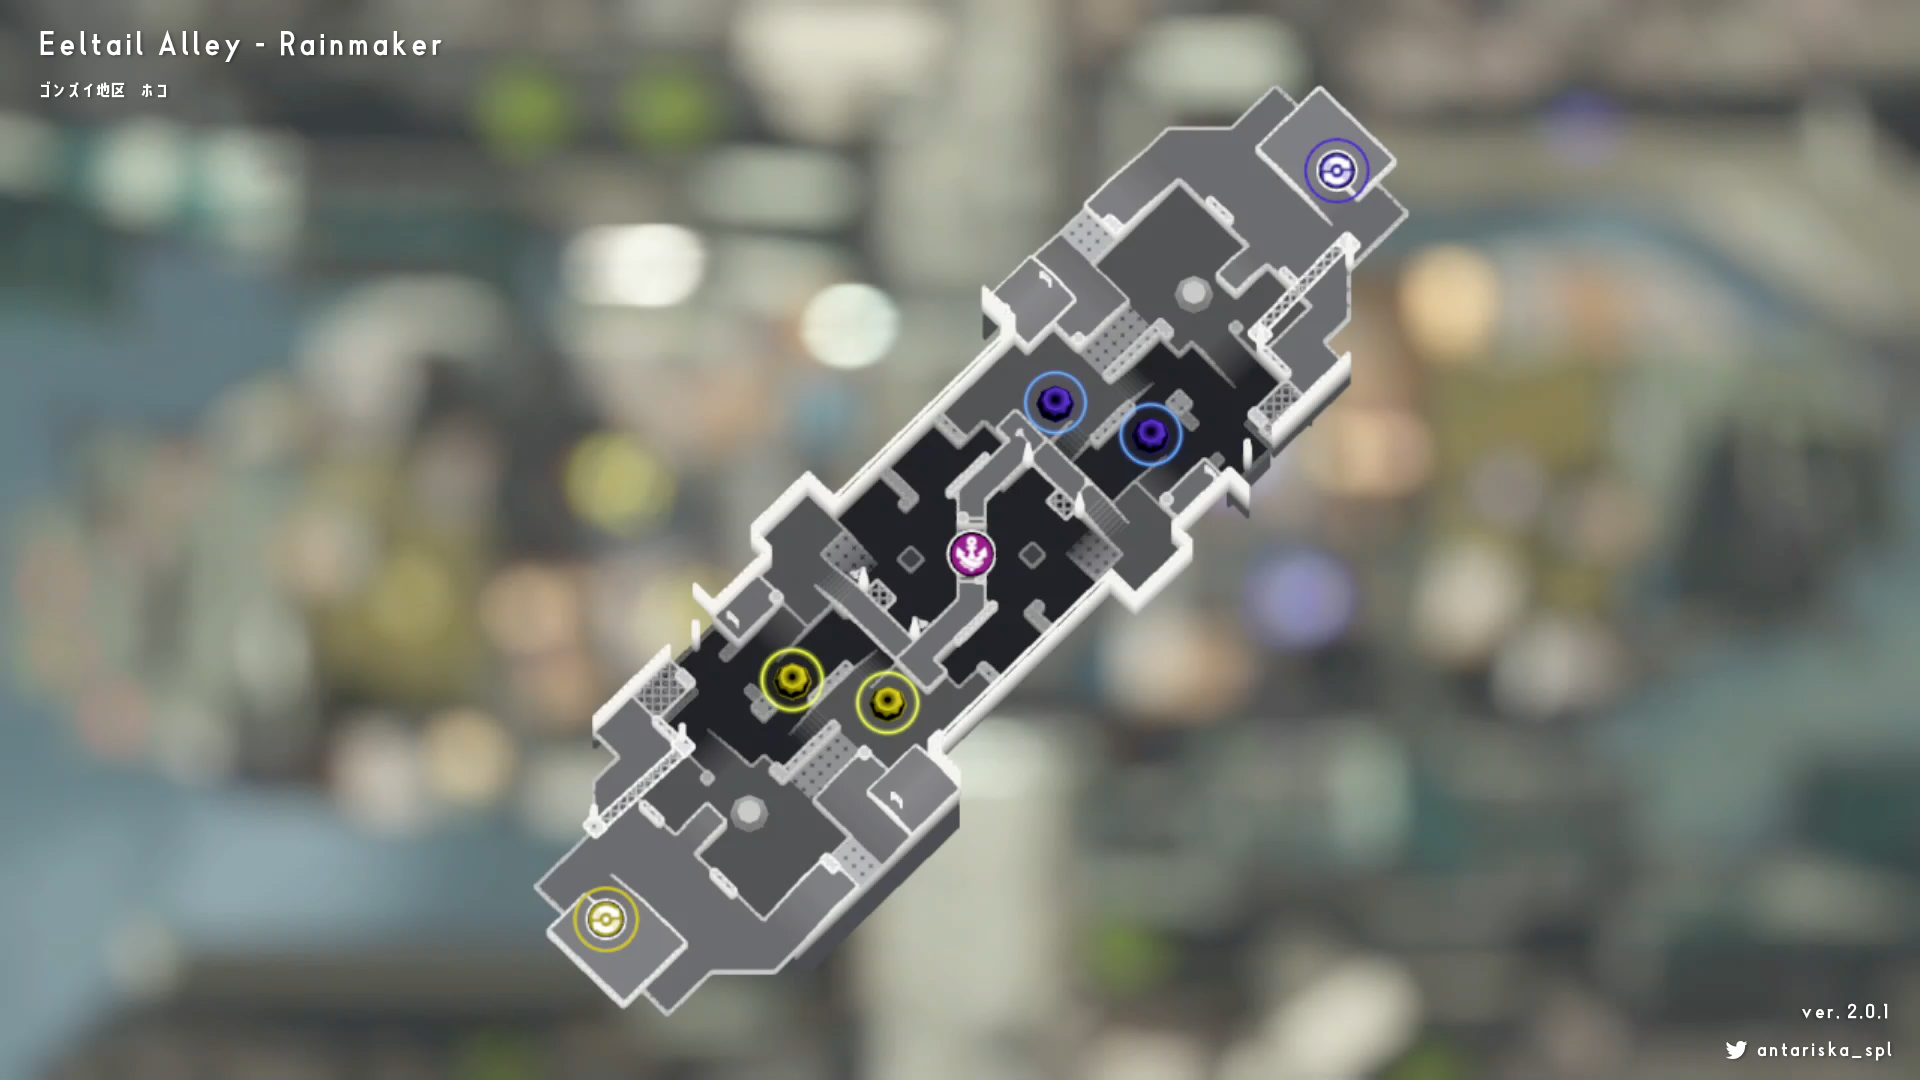 Eeltail Alley - Rainmaker
ゴンズイ地区 ホコ
ver. 2.0.1
antariska_spl